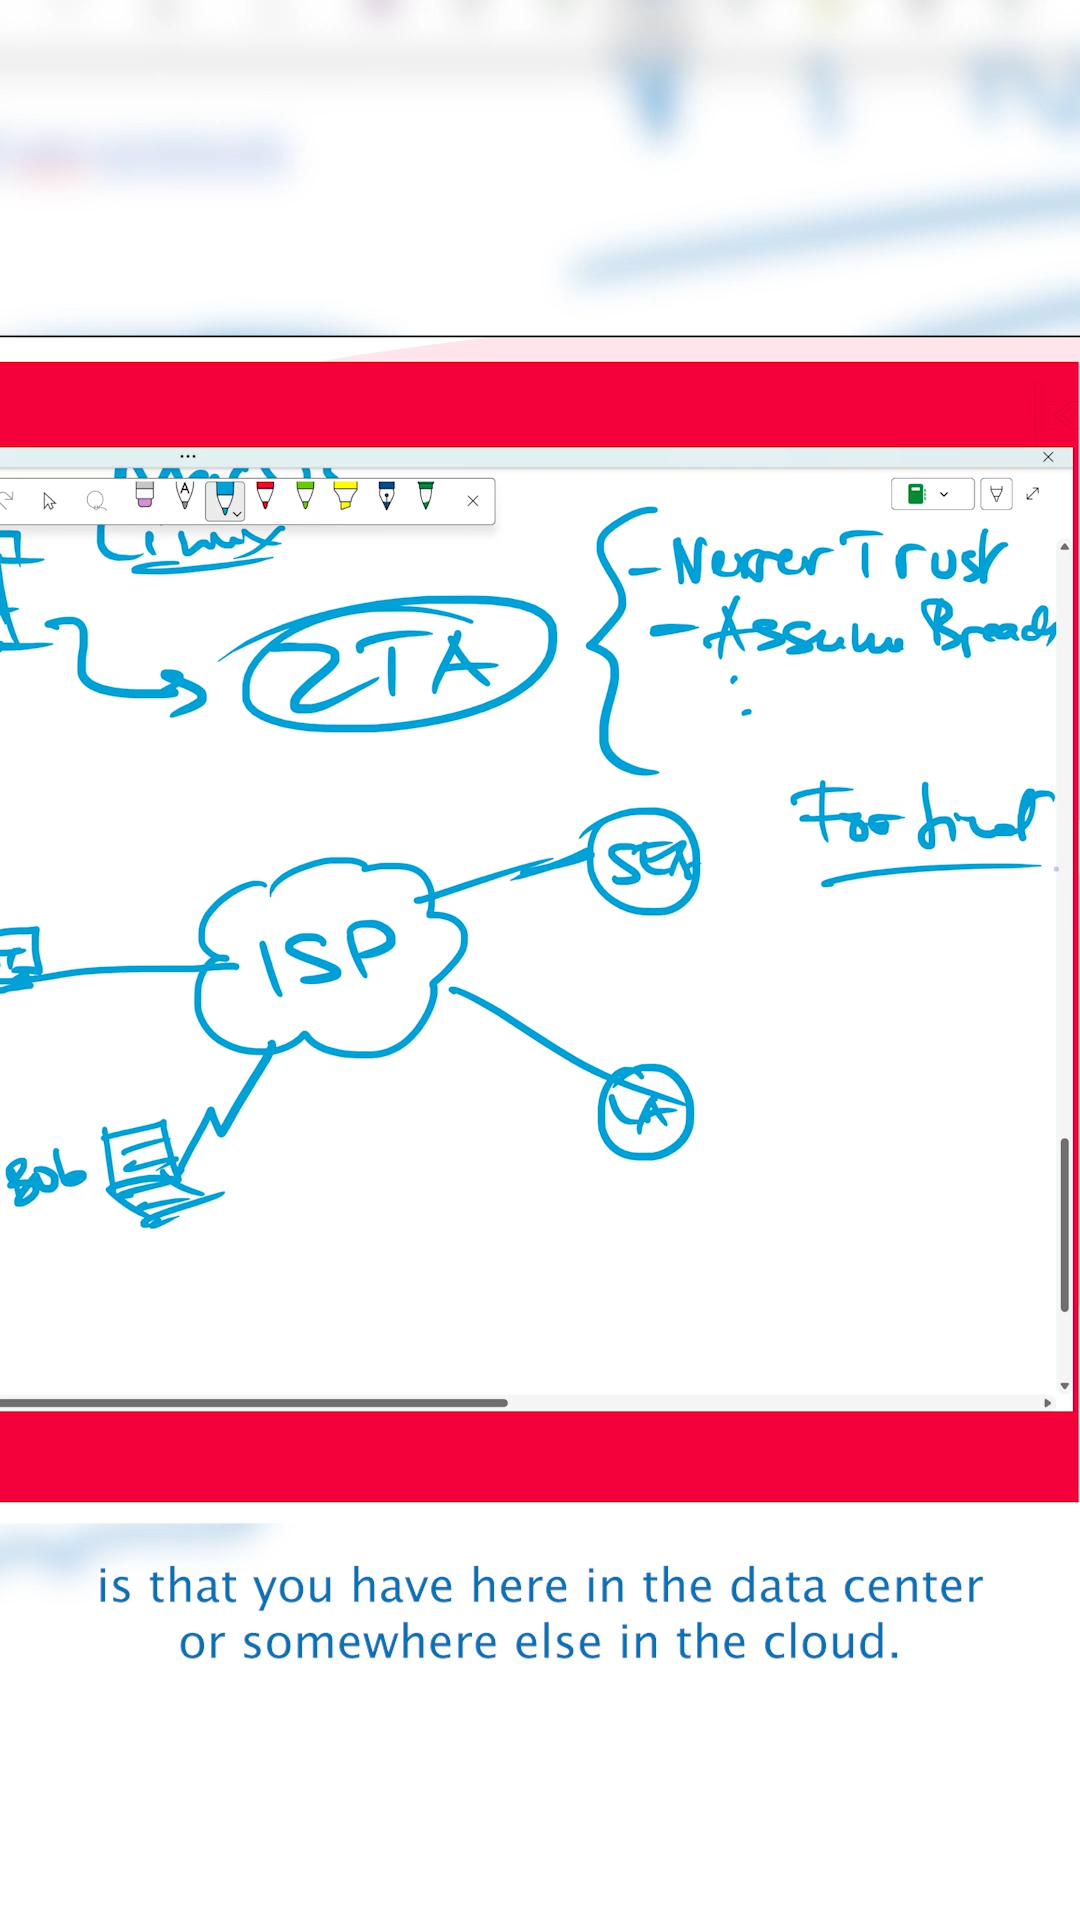 Linux
- Never Trust
- Assume Breach
ZTA
SEA
ISP
LA
Bob
is that you have here in the data center
or somewhere else in the cloud.